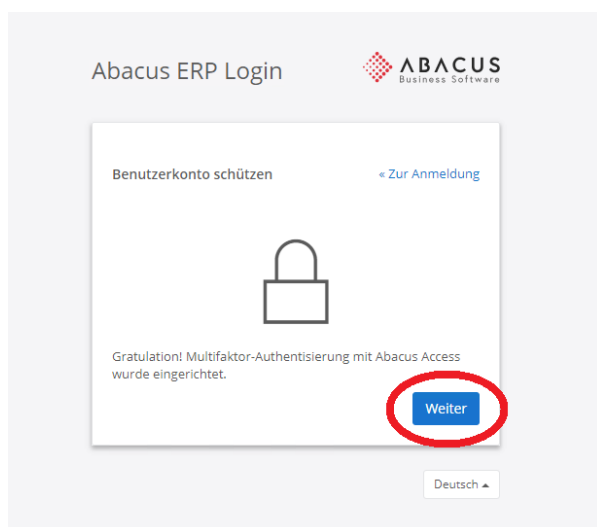 Abacus ERP Login
ABACUS
Business Software
Benutzerkonto schützen
« Zur Anmeldung
Gratulation! Multifaktor-Authentisierung mit Abacus Access
wurde eingerichtet.
Weiter
Deutsch